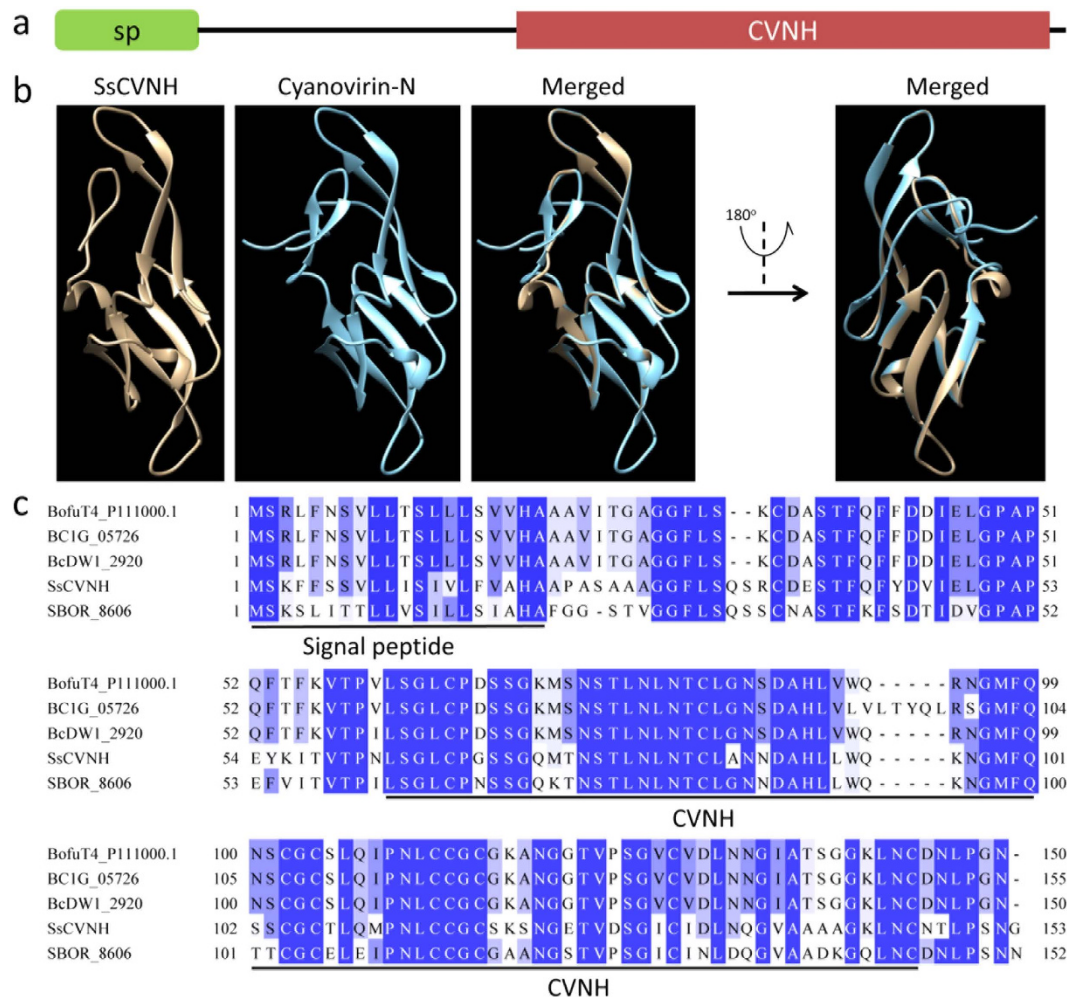 a
sp
CVNH
b
SsCVNH Cyanovirin-N Merged Merged
180°
c
BofuT4_P111000.1 1 MSRLFNSVLLTSLLLSVVHAAAVITGAGGFLS--KCDASTFQFFDDIELGPAP 51
BC1G_05726 1 MSRLFNSVLLTSLLLSVVHAAAVITGAGGFLS--KCDASTFQFFDDIELGPAP 51
BcDW1_2920 1 MSRLFNSVLLTSLLLSVVHAAAVITGAGGFLS--KCDASTFQFFDDIELGPAP 51
SsCVNH 1 MSKFFSSVLLISIVLFVAHAAPASAAAGGFLSQSRCDESTFQFYDVIELGPAP 53
SBOR_8606 1 MSKSLITTLLVSILLSIAHAFGG-STVGGFLSQSSCNASTFKFSDTIDVGPAP 52
Signal peptide
BofuT4_P111000.1 52 QFTFKVTPVLSGLCPDSSGKMSNSTLNLNTCLGNSDAHLVWQ-----RNGMFQ 99
BC1G_05726 52 QFTFKVTPVLSGLCPDSSGKMSNSTLNLNTCLGNSDAHLVLVLTYQLRSGMFQ 104
BcDW1_2920 52 QFTFKVTPILSGLCPDSSGKMSNSTLNLNTCLGNSDAHLVWQ-----RNGMFQ 99
SsCVNH 54 EYKITVTPNLSGLCPGSSGQMTNSTLNLNTCLANNDAHLLWQ-----KNGMFQ 101
SBOR_8606 53 EFVITVTPILSGLCPNSSGQKTNSTLNLNTCLGNNDAHLLWQ-----KNGMFQ 100
CVNH
BofuT4_P111000.1 100 NSCGCSLQIPNLCCGCGKANGGTVPSGVCVDLNNGIATSGGKLNCDNLPGN- 150
BC1G_05726 105 NSCGCSLQIPNLCCGCGKANGGTVPSGVCVDLNNGIATSGGKLNCDNLPGN- 155
BcDW1_2920 100 NSCGCSLQIPNLCCGCGKANGGTVPSGVCVDLNNGIATSGGKLNCDNLPGN- 150
SsCVNH 102 SSCGCTLQMPNLCCGCSKSNGETVDSGICIDLNQGVAAAAGKLNCNTLPSNG 153
SBOR_8606 101 TTCGCELEIPNLCCGCGAANGSTVPSGICINLDQGVAADKGQLNCDNLPSNN 152
CVNH